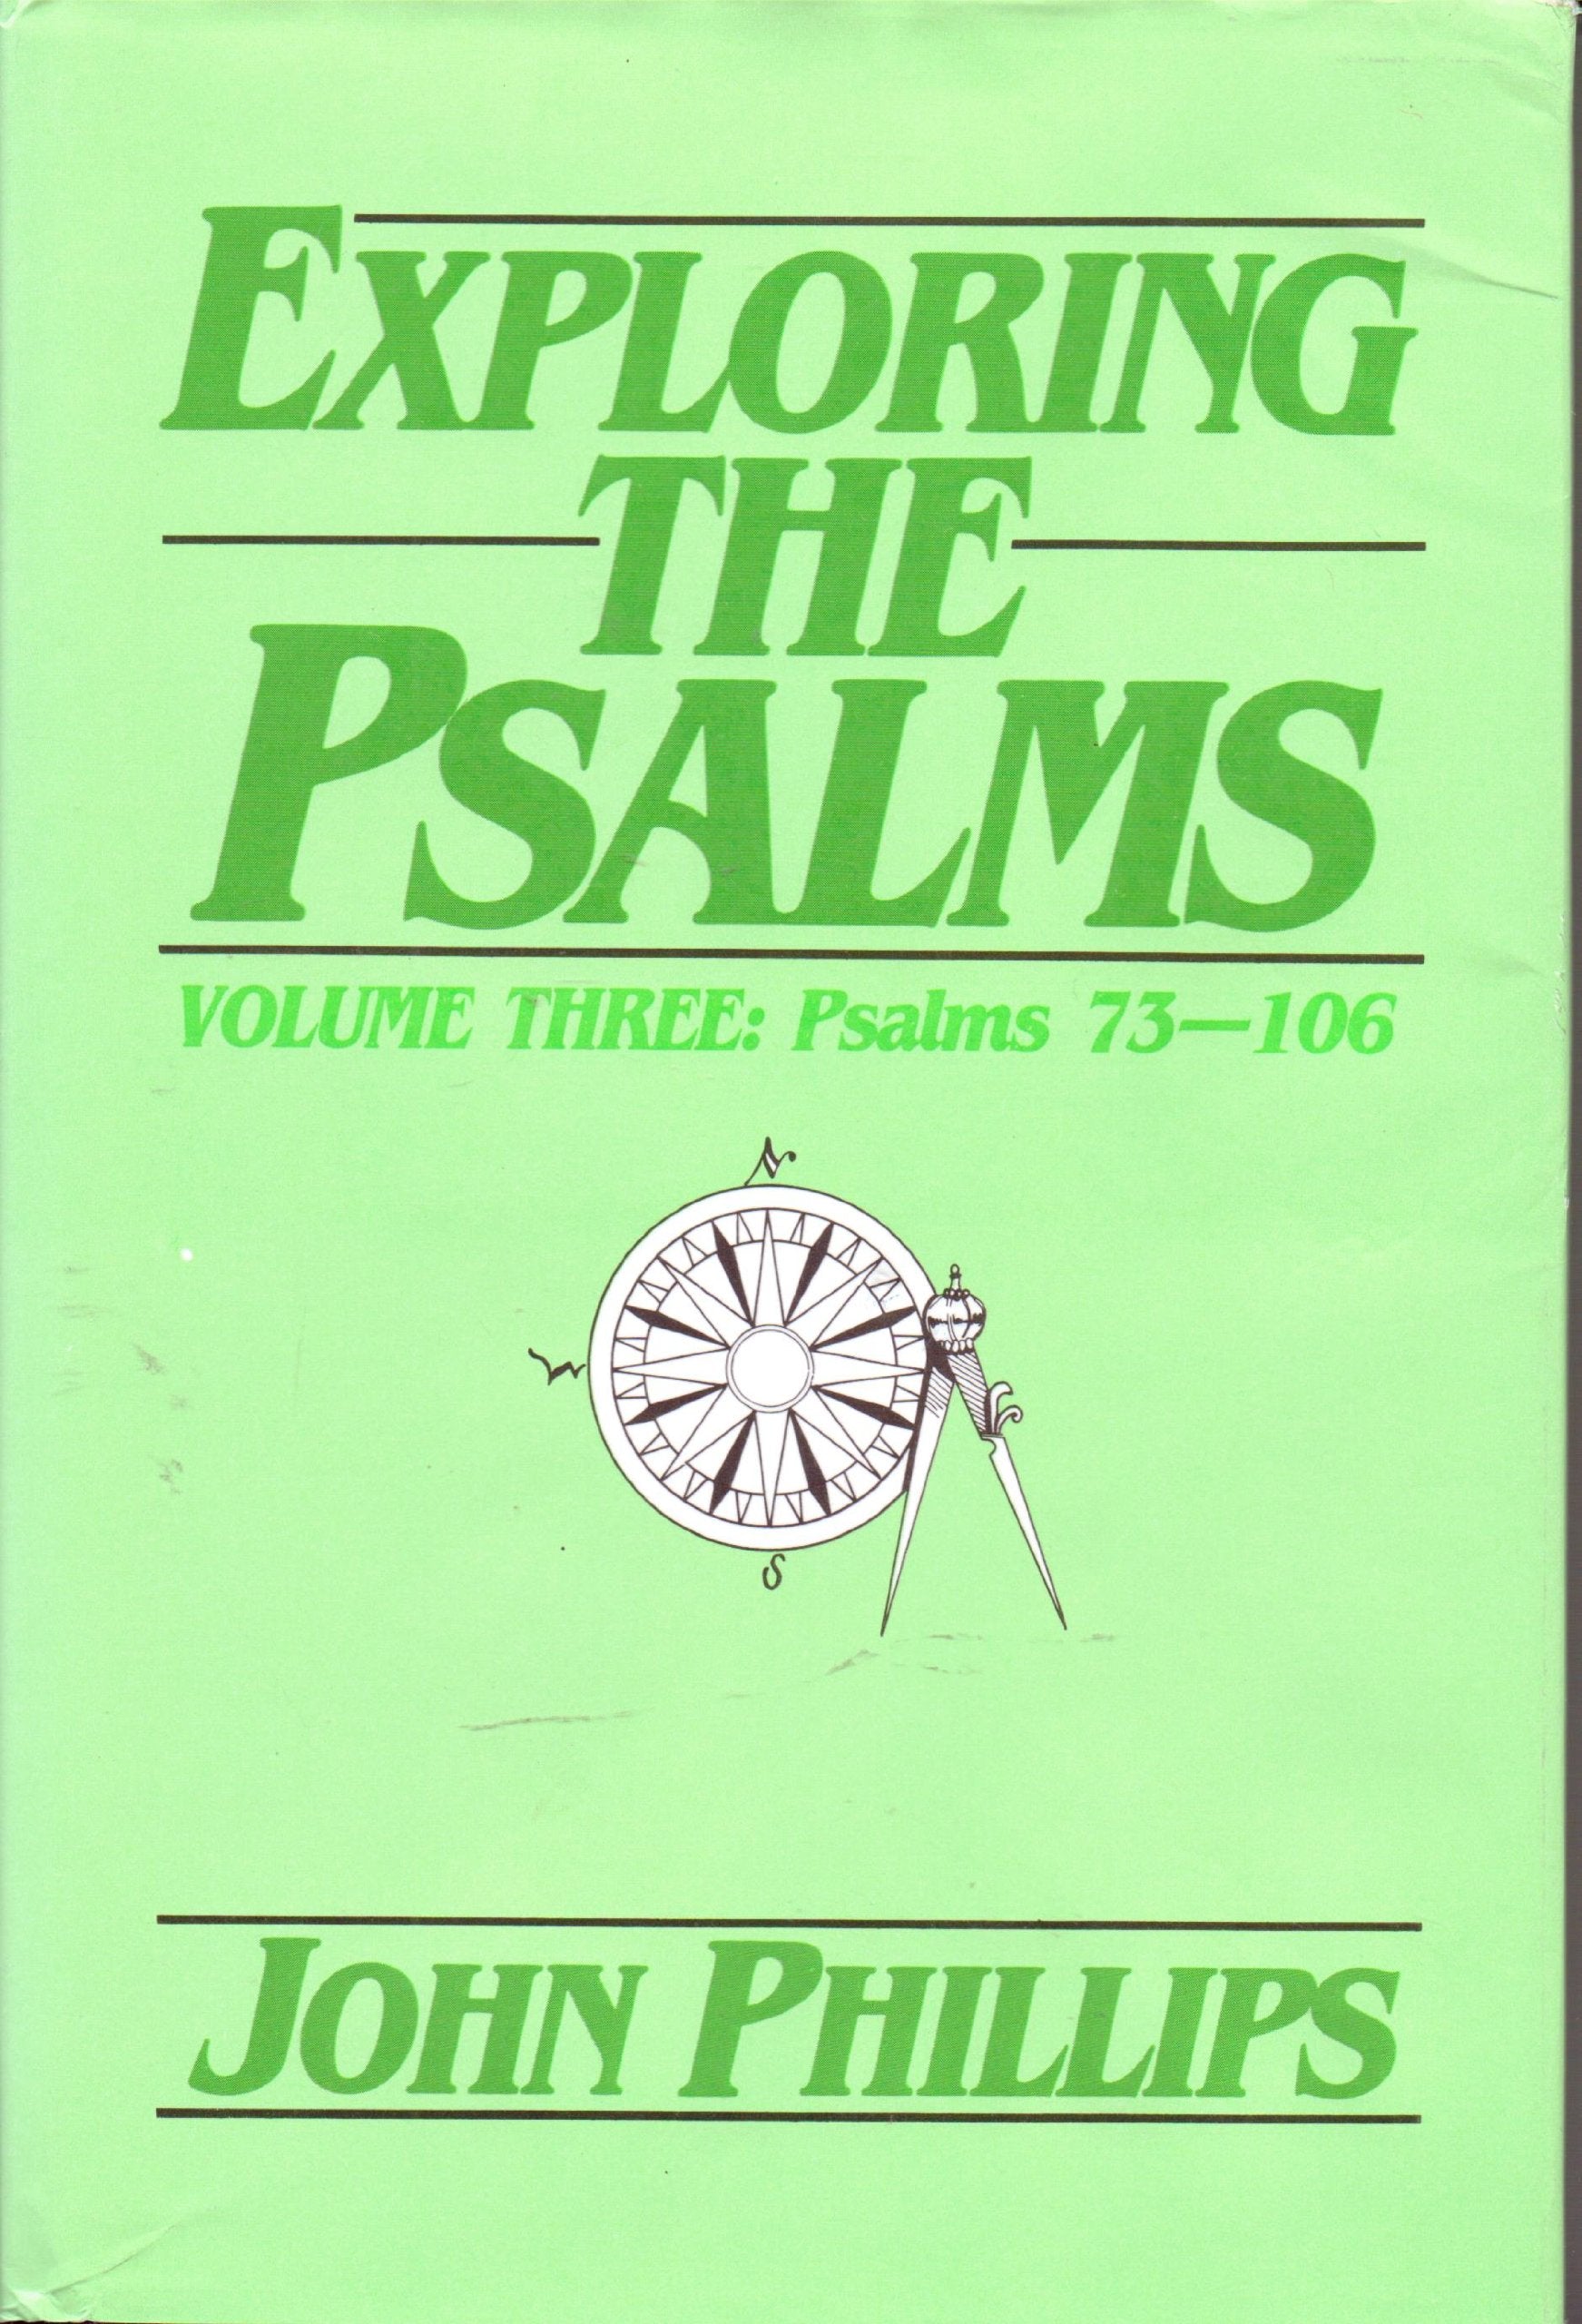 EXPLORING
THE
PSALMS
VOLUME THREE: Psalms 73—106
N
W
S
JOHN PHILLIPS